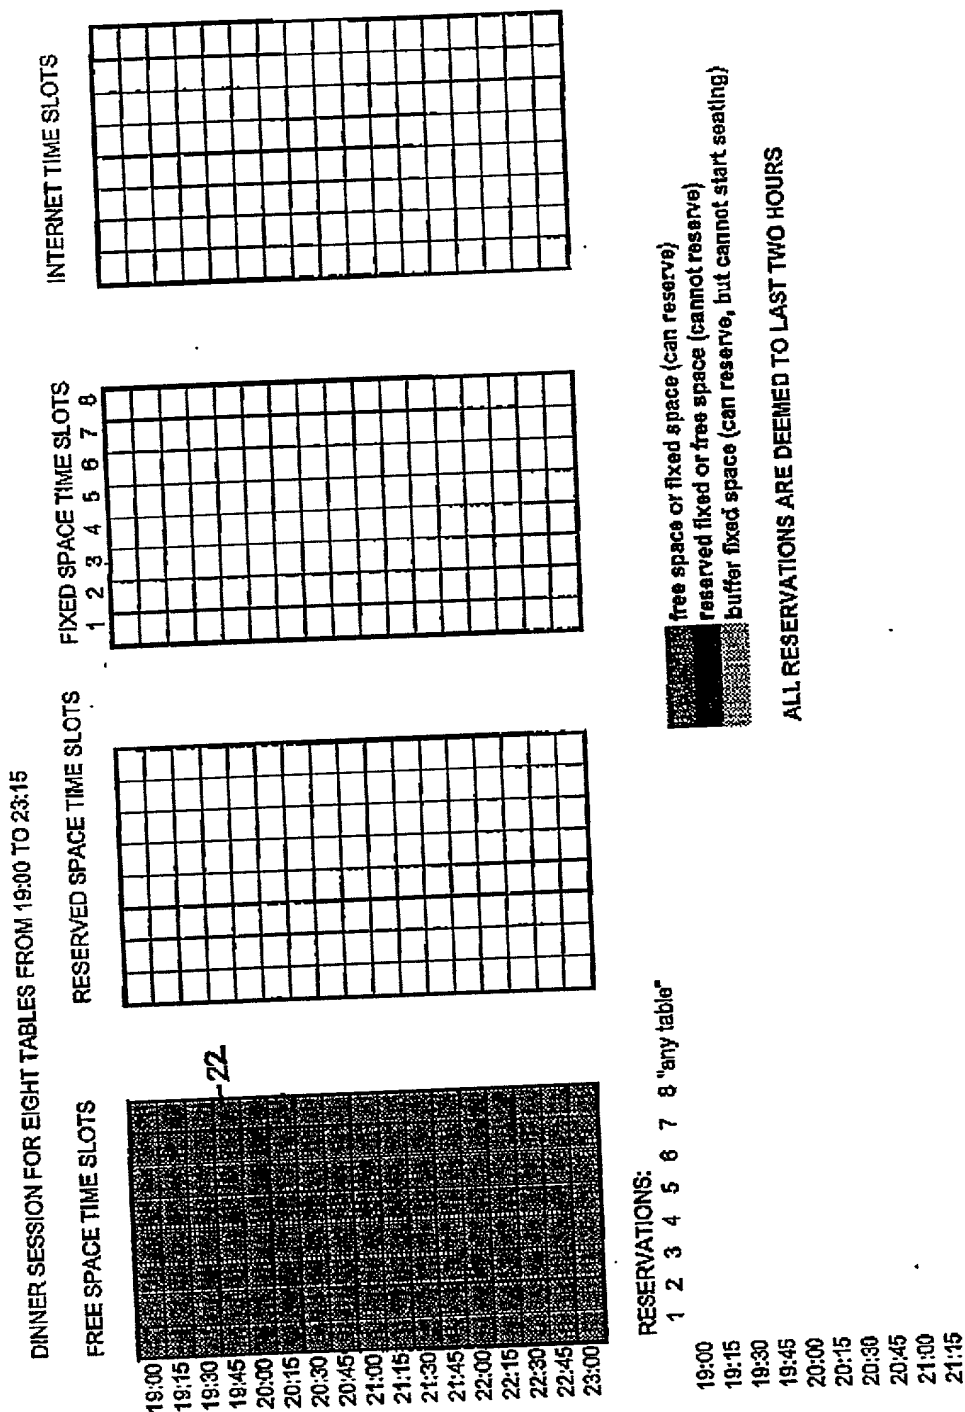 DINNER SESSION FOR EIGHT TABLES FROM 19:00 TO 23:15
FREE SPACE TIME SLOTS
RESERVED SPACE TIME SLOTS
FIXED SPACE TIME SLOTS
INTERNET TIME SLOTS
1 2 3 4 5 6 7 8
19:00
19:15
19:30
19:45
20:00
20:15
20:30
20:45
21:00
21:15
21:30
21:45
22:00
22:15
22:30
22:45
23:00
22
RESERVATIONS:
1 2 3 4 5 6 7 8 "any table"
19:00
19:15
19:30
19:45
20:00
20:15
20:30
20:45
21:00
21:15
free space or fixed space (can reserve)
reserved fixed or free space (cannot reserve)
buffer fixed space (can reserve, but cannot start seating)
ALL RESERVATIONS ARE DEEMED TO LAST TWO HOURS